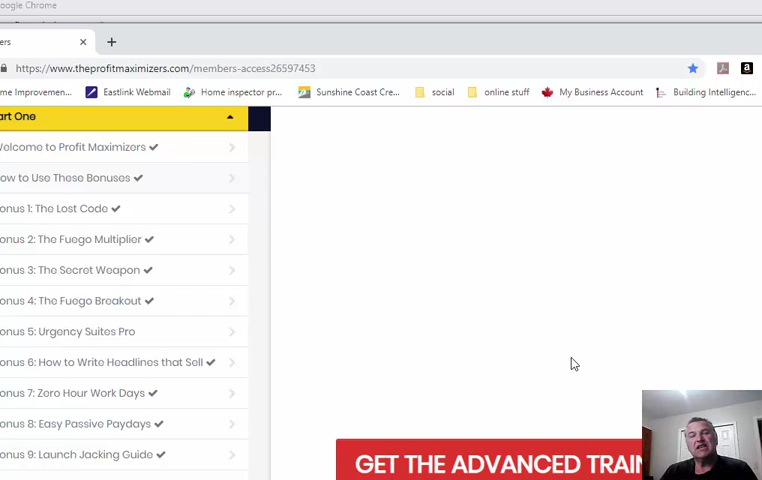 oogle Chrome
ers
https://www.theprofitmaximizers.com/members-access26597453
me Improvemen... Eastlink Webmail Home inspector pro... Sunshine Coast Cre... social online stuff My Business Account Building Intelligenc...
art One
Welcome to Profit Maximizers
ow to Use These Bonuses
onus 1: The Lost Code
onus 2: The Fuego Multiplier
onus 3: The Secret Weapon
onus 4: The Fuego Breakout
onus 5: Urgency Suites Pro
onus 6: How to Write Headlines that Sell
onus 7: Zero Hour Work Days
onus 8: Easy Passive Paydays
onus 9: Launch Jacking Guide
GET THE ADVANCED TRAIN